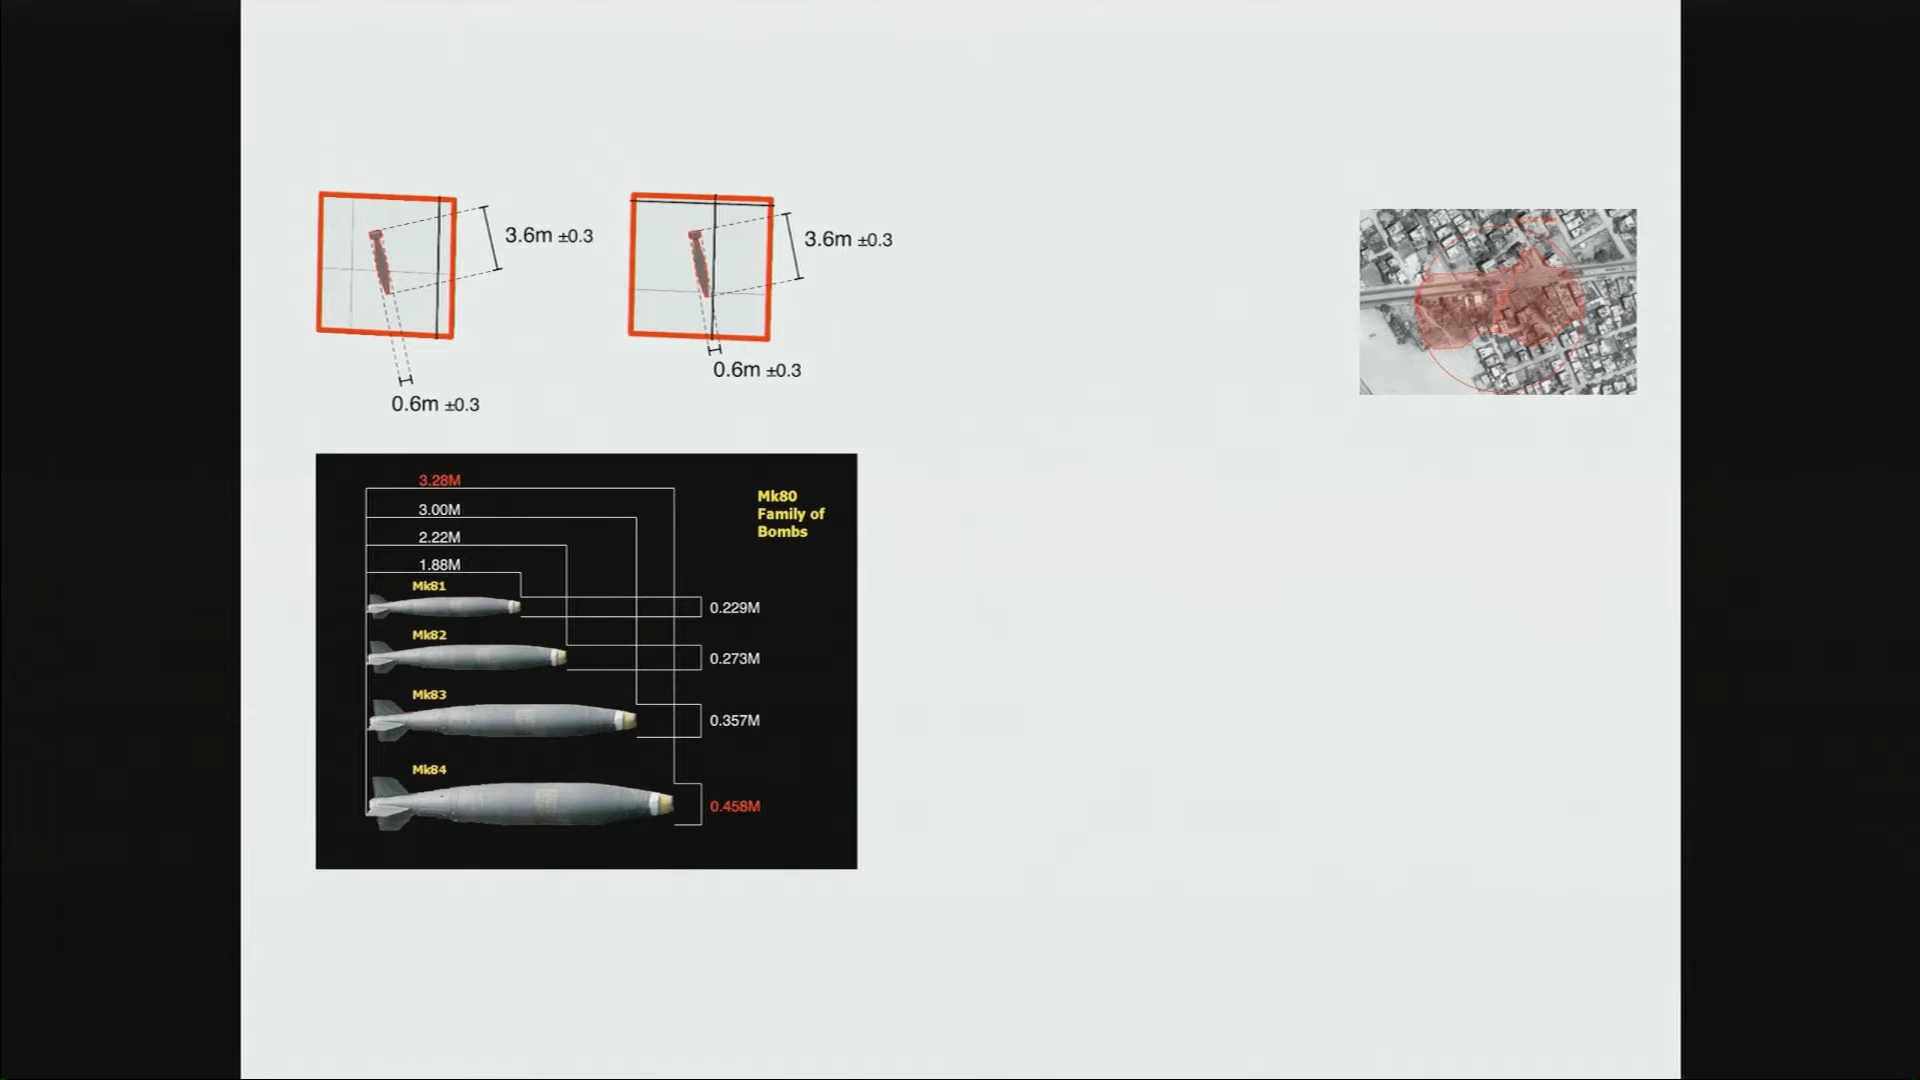 3.6m ±0.3
3.6m ±0.3
0.6m ±0.3
0.6m ±0.3
3.28M
3.00M
2.22M
1.88M
Mk80
Family of
Bombs
Mk81
0.229M
Mk82
0.273M
Mk83
0.357M
Mk84
0.458M